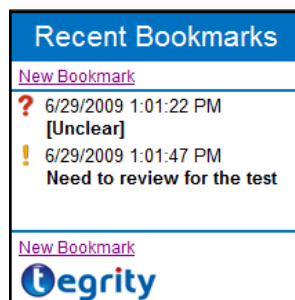 Recent Bookmarks
New Bookmark
? 6/29/2009 1:01:22 PM
[Unclear]
! 6/29/2009 1:01:47 PM
Need to review for the test
New Bookmark
tegrity